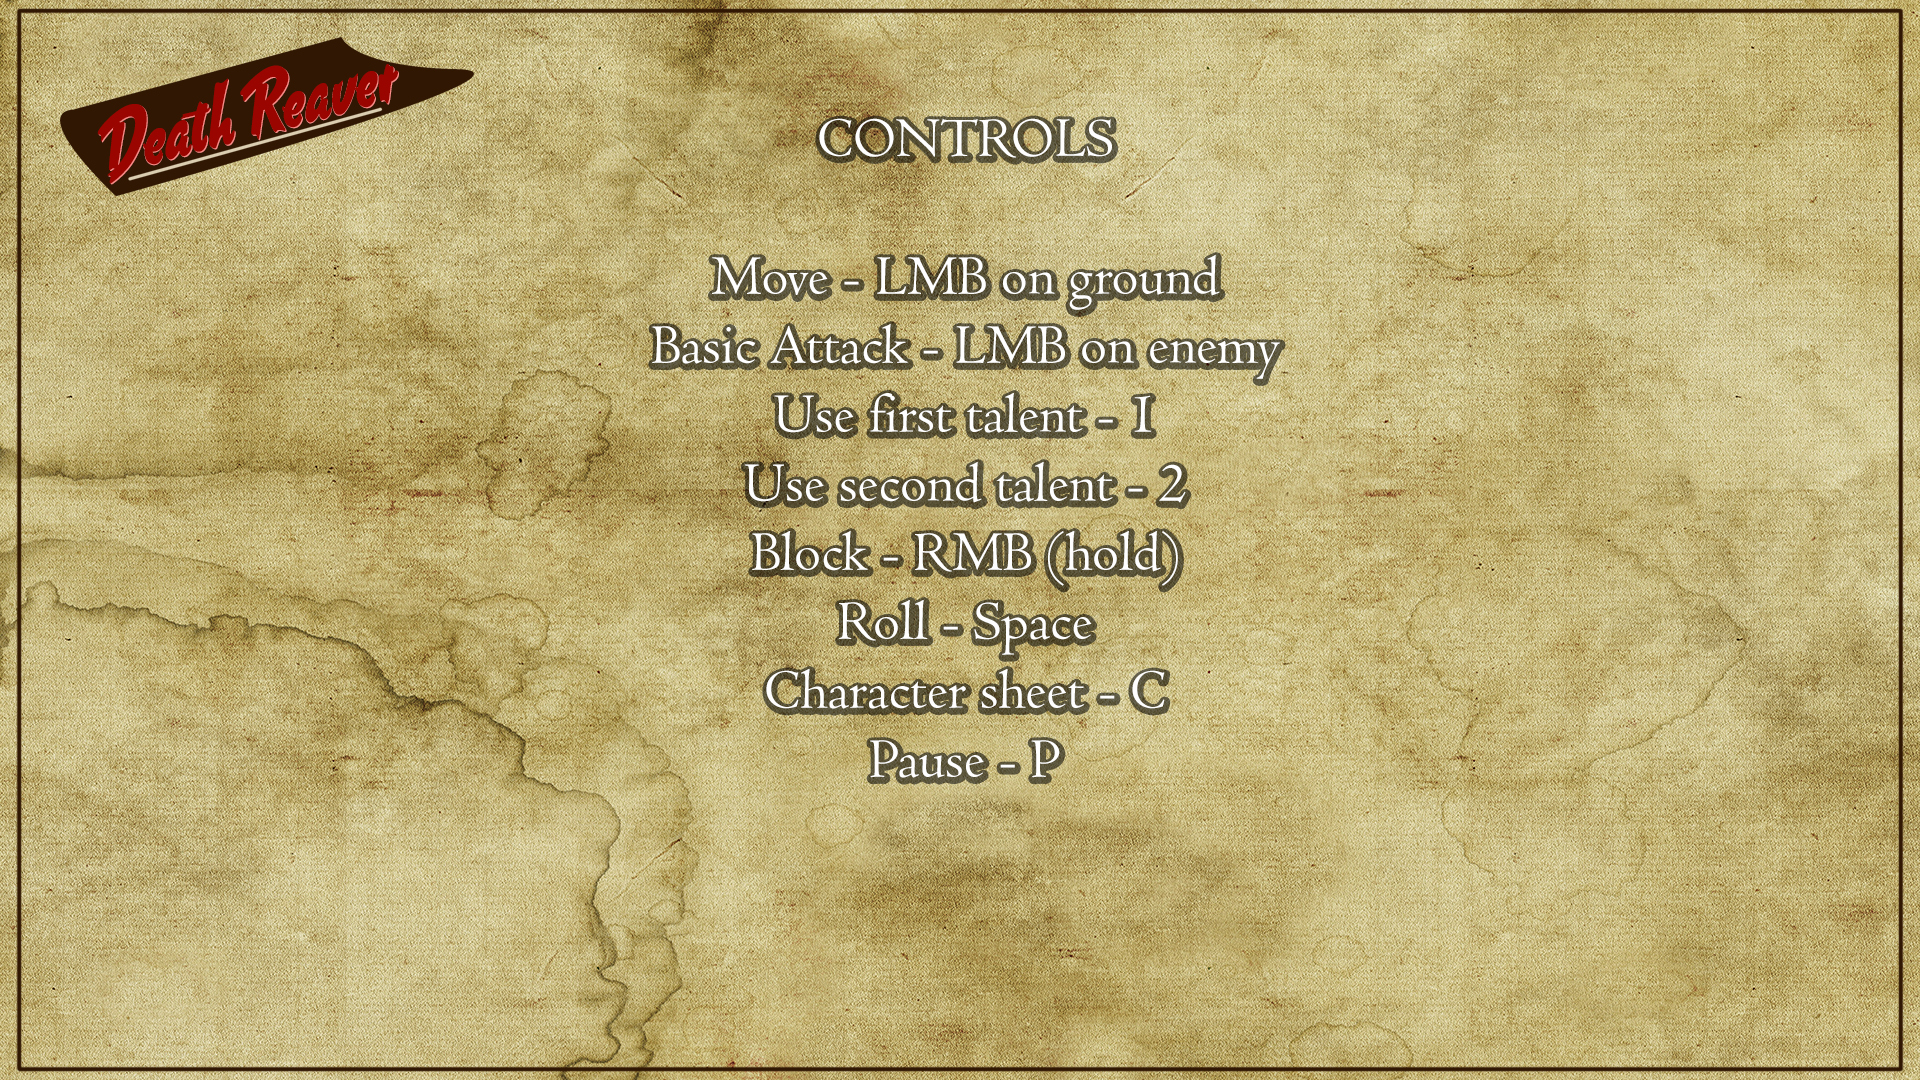 Death Reaver
CONTROLS
Move - LMB on ground
Basic Attack - LMB on enemy
Use first talent - 1
Use second talent - 2
Block - RMB (hold)
Roll - Space
Character sheet - C
Pause - P